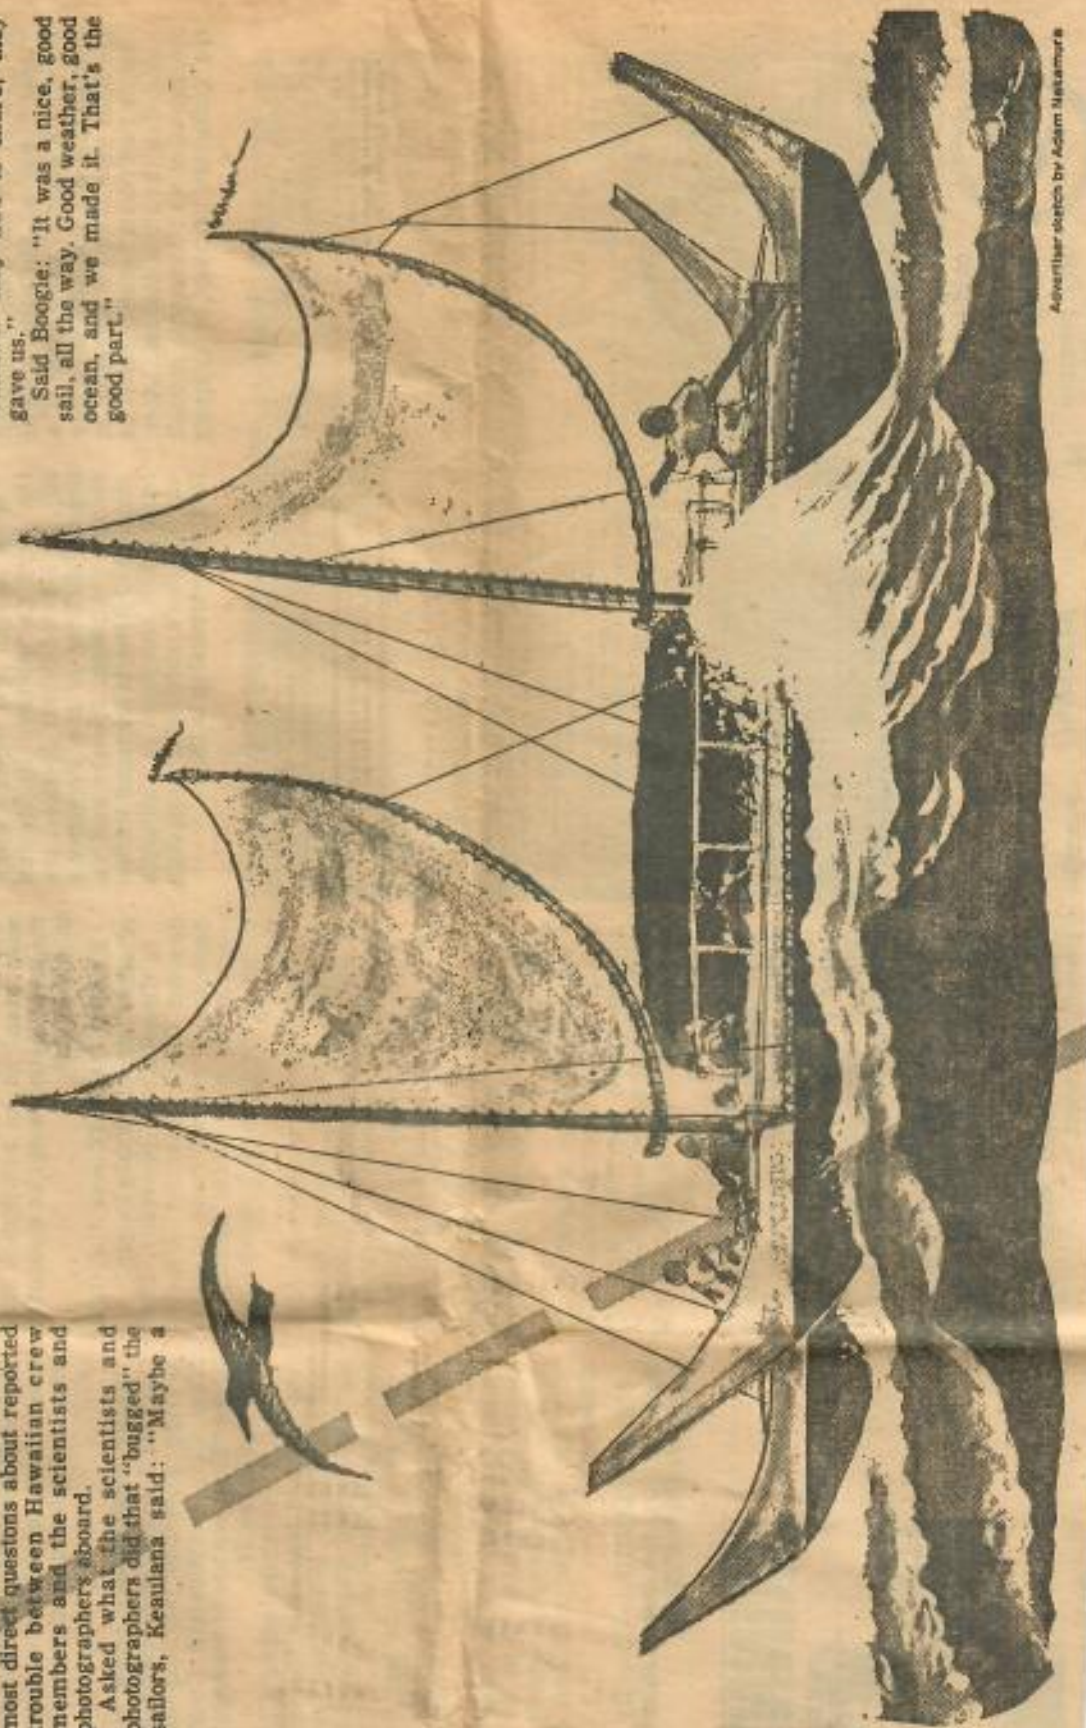 most direct questons about reported
trouble between Hawaiian crew
members and the scientists and
photographers aboard.
Asked what the scientists and
photographers did that "bugged" the
sailors, Keaulana said: "Maybe a
gave us."
Said Boogie: "It was a nice, good
sail, all the way. Good weather, good
ocean, and we made it. That's the
good part."
Advertiser sketch by Adam Nakamura